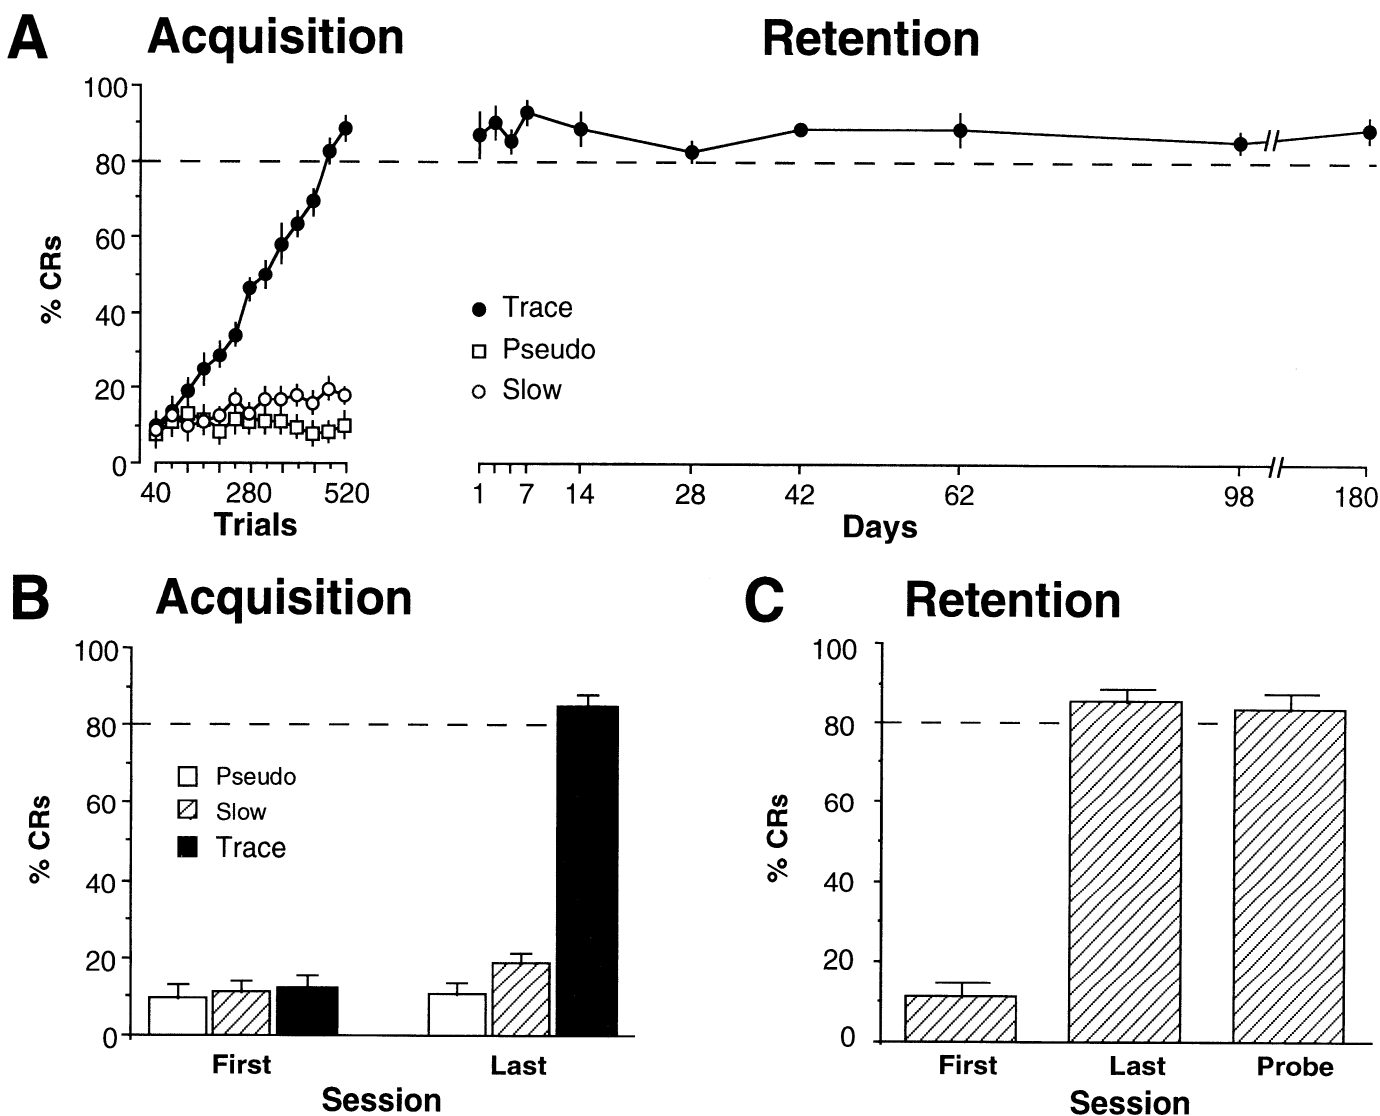 A Acquisition Retention
100
80
60
40
20
0
% CRs
Trace
Pseudo
Slow
40 280 520
Trials
1 7 14 28 42 62 98 180
Days
B Acquisition
100
80
60
40
20
0
% CRs
Pseudo
Slow
Trace
First Last
Session
C Retention
100
80
60
40
20
0
% CRs
First Last Probe
Session